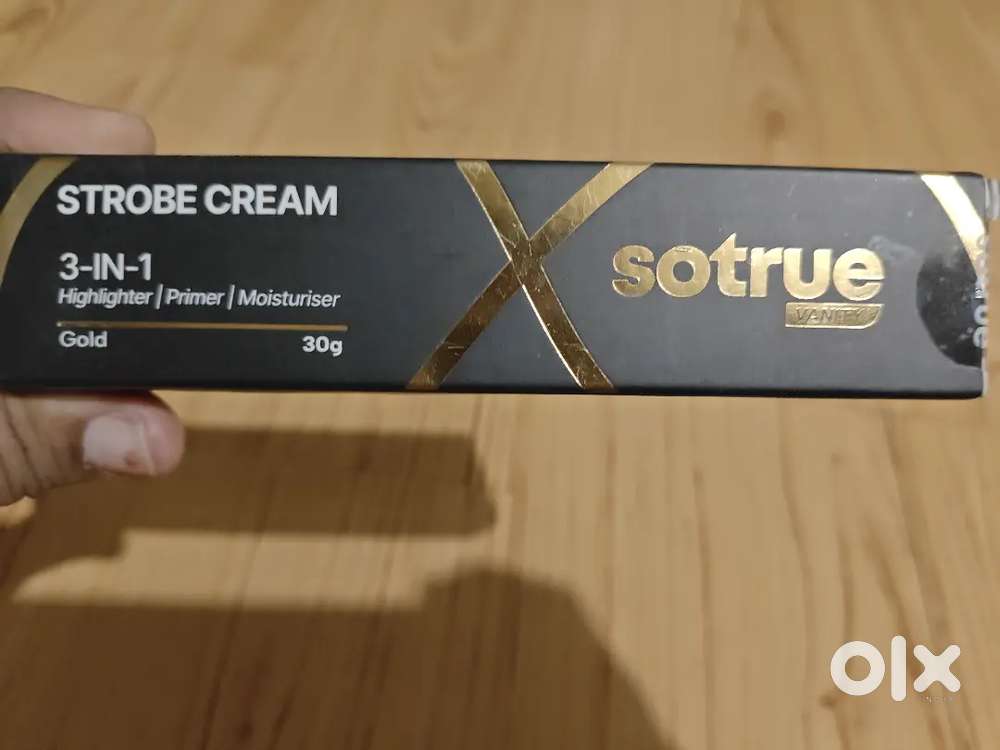 STROBE CREAM
3-IN-1
Highlighter | Primer | Moisturiser
Gold 30g
sotrue
VANITY
olx